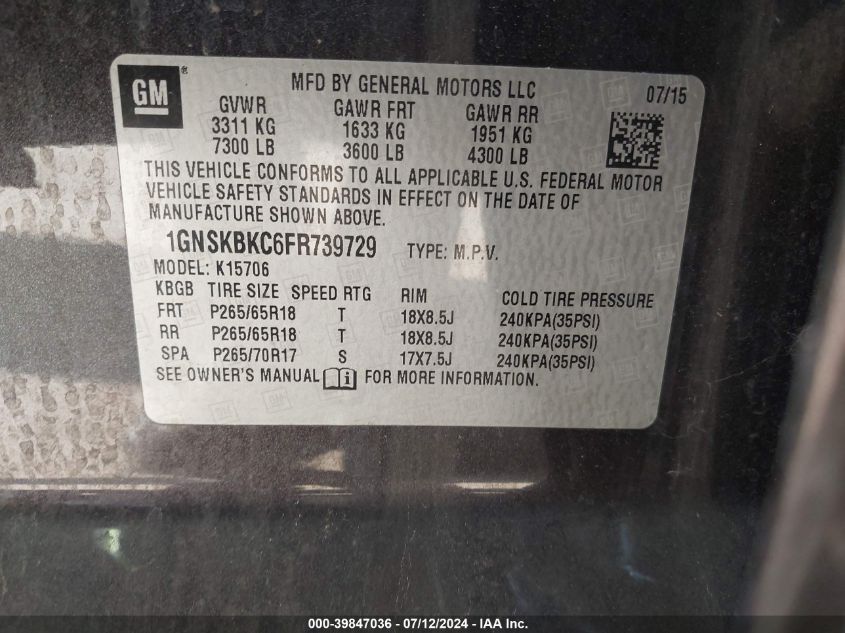 GM ®
MFD BY GENERAL MOTORS LLC 07/15
GVWR GAWR FRT GAWR RR
3311 KG 1633 KG 1951 KG
7300 LB 3600 LB 4300 LB
THIS VEHICLE CONFORMS TO ALL APPLICABLE U.S. FEDERAL MOTOR
VEHICLE SAFETY STANDARDS IN EFFECT ON THE DATE OF
MANUFACTURE SHOWN ABOVE.
1GNSKBKC6FR739729 TYPE: M.P.V.
MODEL: K15706
KBGB TIRE SIZE SPEED RTG RIM COLD TIRE PRESSURE
FRT P265/65R18 T 18X8.5J 240KPA(35PSI)
RR P265/65R18 T 18X8.5J 240KPA(35PSI)
SPA P265/70R17 S 17X7.5J 240KPA(35PSI)
SEE OWNER'S MANUAL i FOR MORE INFORMATION.
000-39847036 - 07/12/2024 - IAA Inc.